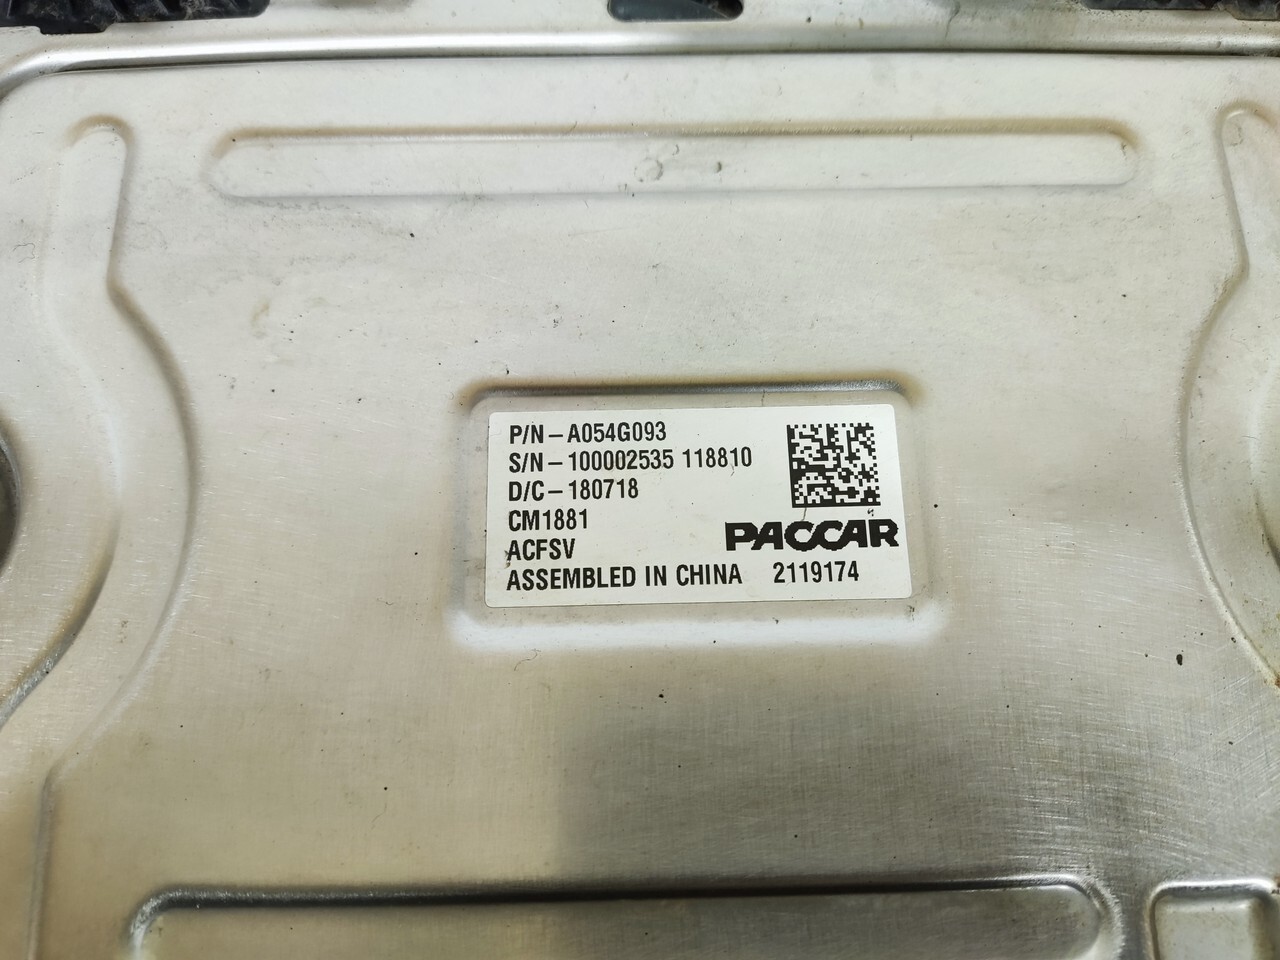 P/N – A054G093
S/N – 100002535 118810
D/C – 180718
CM1881
ACFSV
PACCAR
ASSEMBLED IN CHINA 2119174